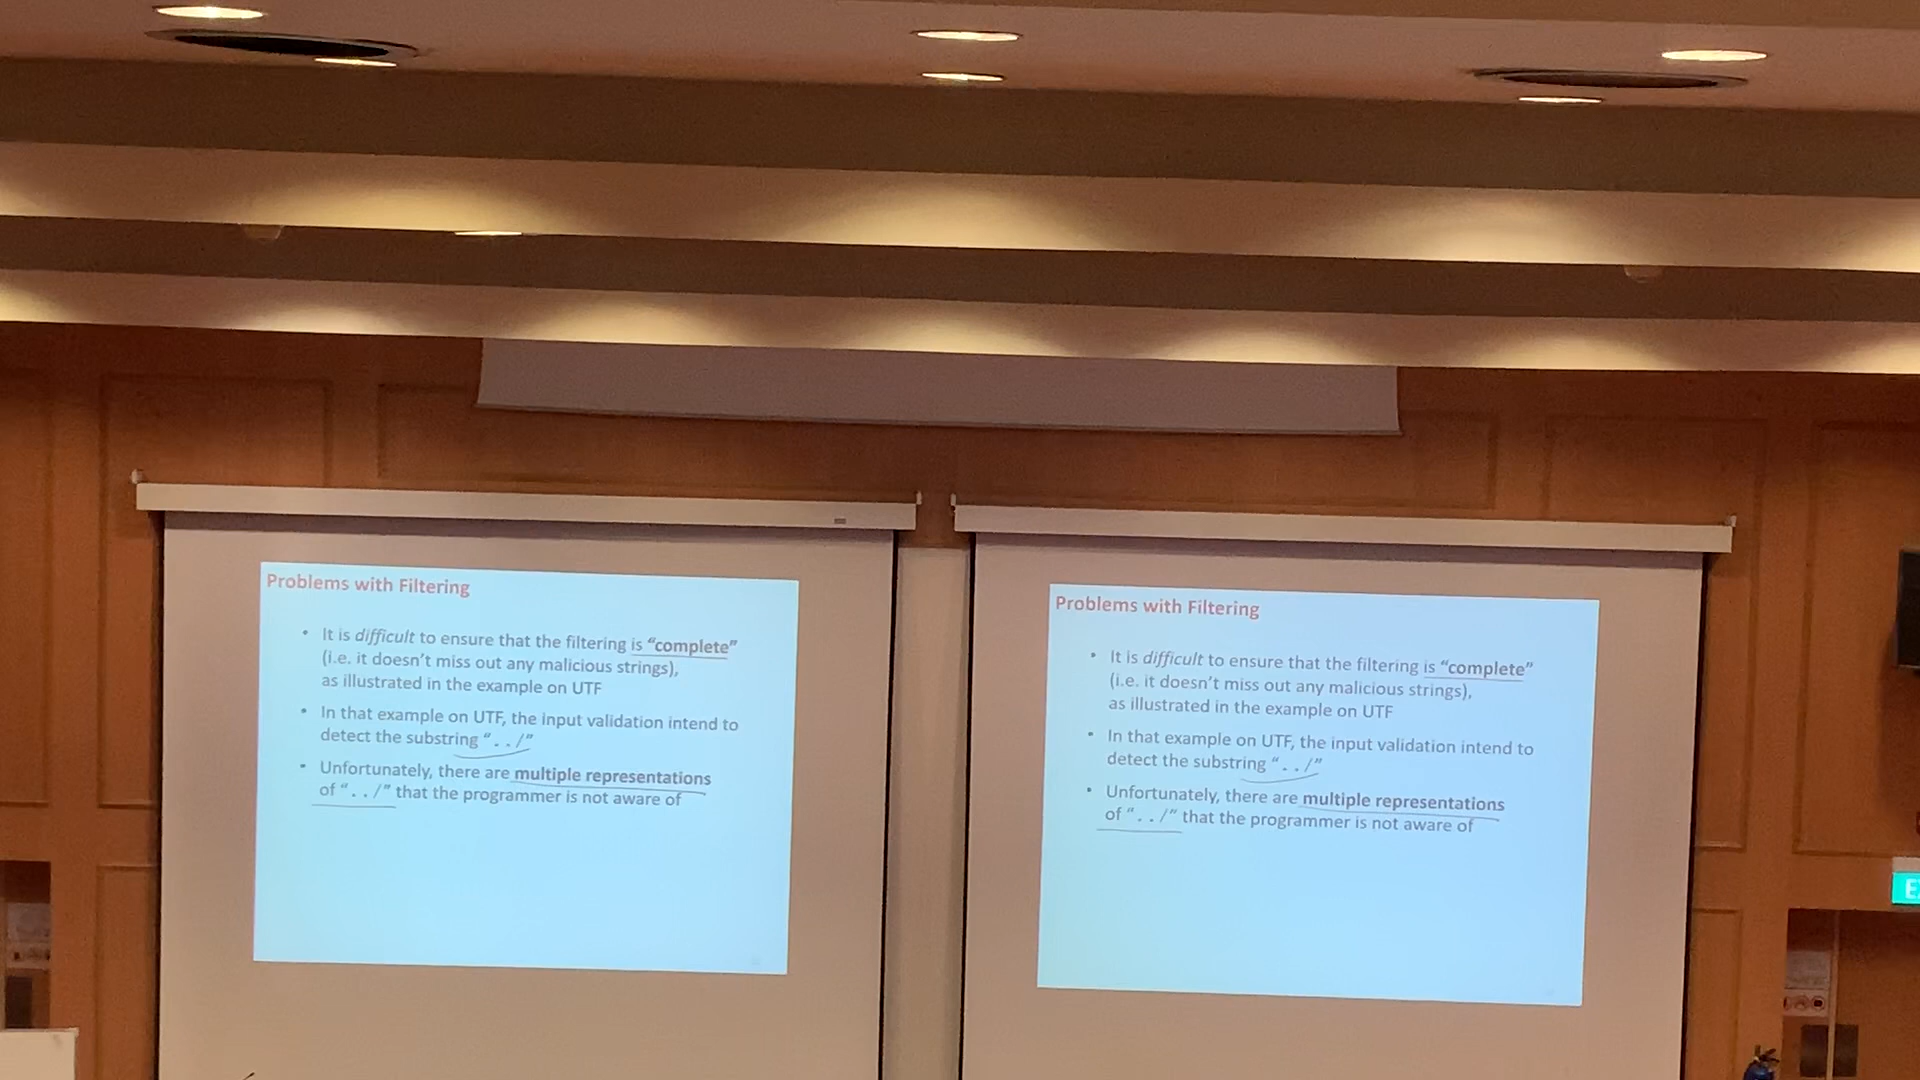 Problems with Filtering
• It is difficult to ensure that the filtering is “complete”
(i.e. it doesn’t miss out any malicious strings),
as illustrated in the example on UTF
• In that example on UTF, the input validation intend to
detect the substring “../”
• Unfortunately, there are multiple representations
of “../” that the programmer is not aware of
Problems with Filtering
• It is difficult to ensure that the filtering is “complete”
(i.e. it doesn’t miss out any malicious strings),
as illustrated in the example on UTF
• In that example on UTF, the input validation intend to
detect the substring “../”
• Unfortunately, there are multiple representations
of “../” that the programmer is not aware of